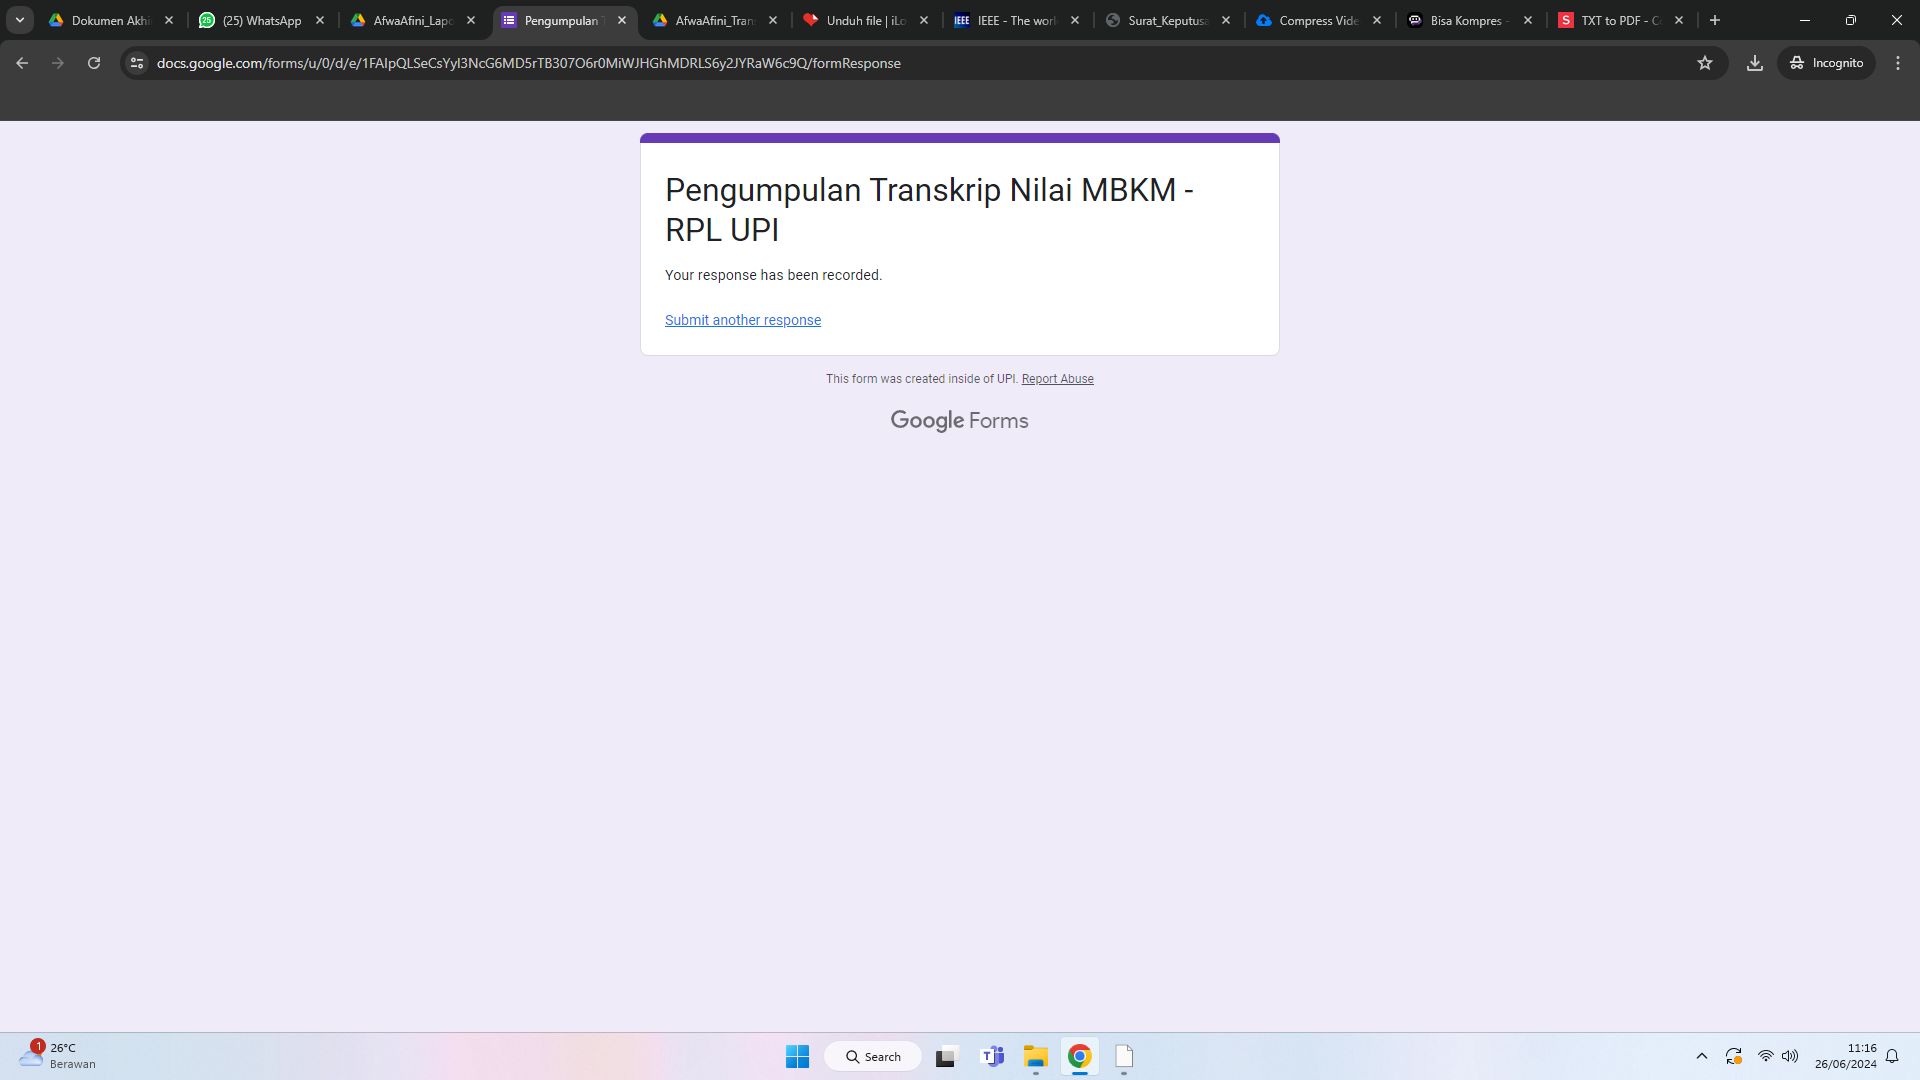 Dokumen Akhi
(25) WhatsApp
AfwaAfini_Lapo
Pengumpulan T
AfwaAfini_Trans
Unduh file | iLo
IEEE - The worl
Surat_Keputusa
Compress Vide
Bisa Kompres -
TXT to PDF - C
docs.google.com/forms/u/0/d/e/1FAIpQLSeCsYyI3NcG6MD5rTB307O6r0MiWJHGhMDRLS6y2JYRaW6c9Q/formResponse
Incognito
Pengumpulan Transkrip Nilai MBKM -
RPL UPI
Your response has been recorded.
Submit another response
This form was created inside of UPI. Report Abuse
Google Forms
1
26°C
Berawan
Search
11:16
26/06/2024